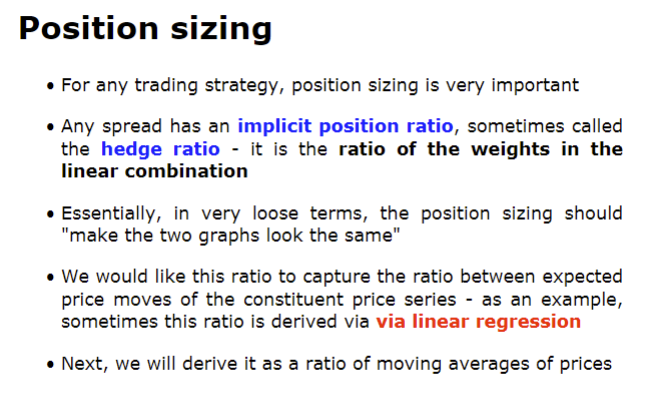 Position sizing
• For any trading strategy, position sizing is very important
• Any spread has an implicit position ratio, sometimes called
the hedge ratio - it is the ratio of the weights in the
linear combination
• Essentially, in very loose terms, the position sizing should
"make the two graphs look the same"
• We would like this ratio to capture the ratio between expected
price moves of the constituent price series - as an example,
sometimes this ratio is derived via via linear regression
• Next, we will derive it as a ratio of moving averages of prices